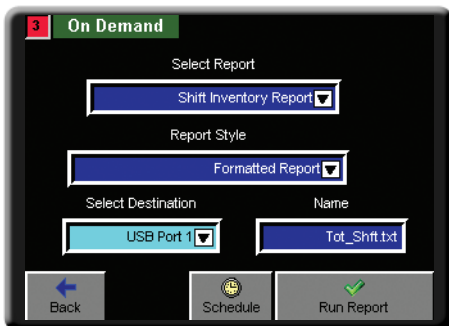 3 On Demand
Select Report
Shift Inventory Report
Report Style
Formatted Report
Select Destination Name
USB Port 1 Tot_Shft.txt
Back Schedule Run Report